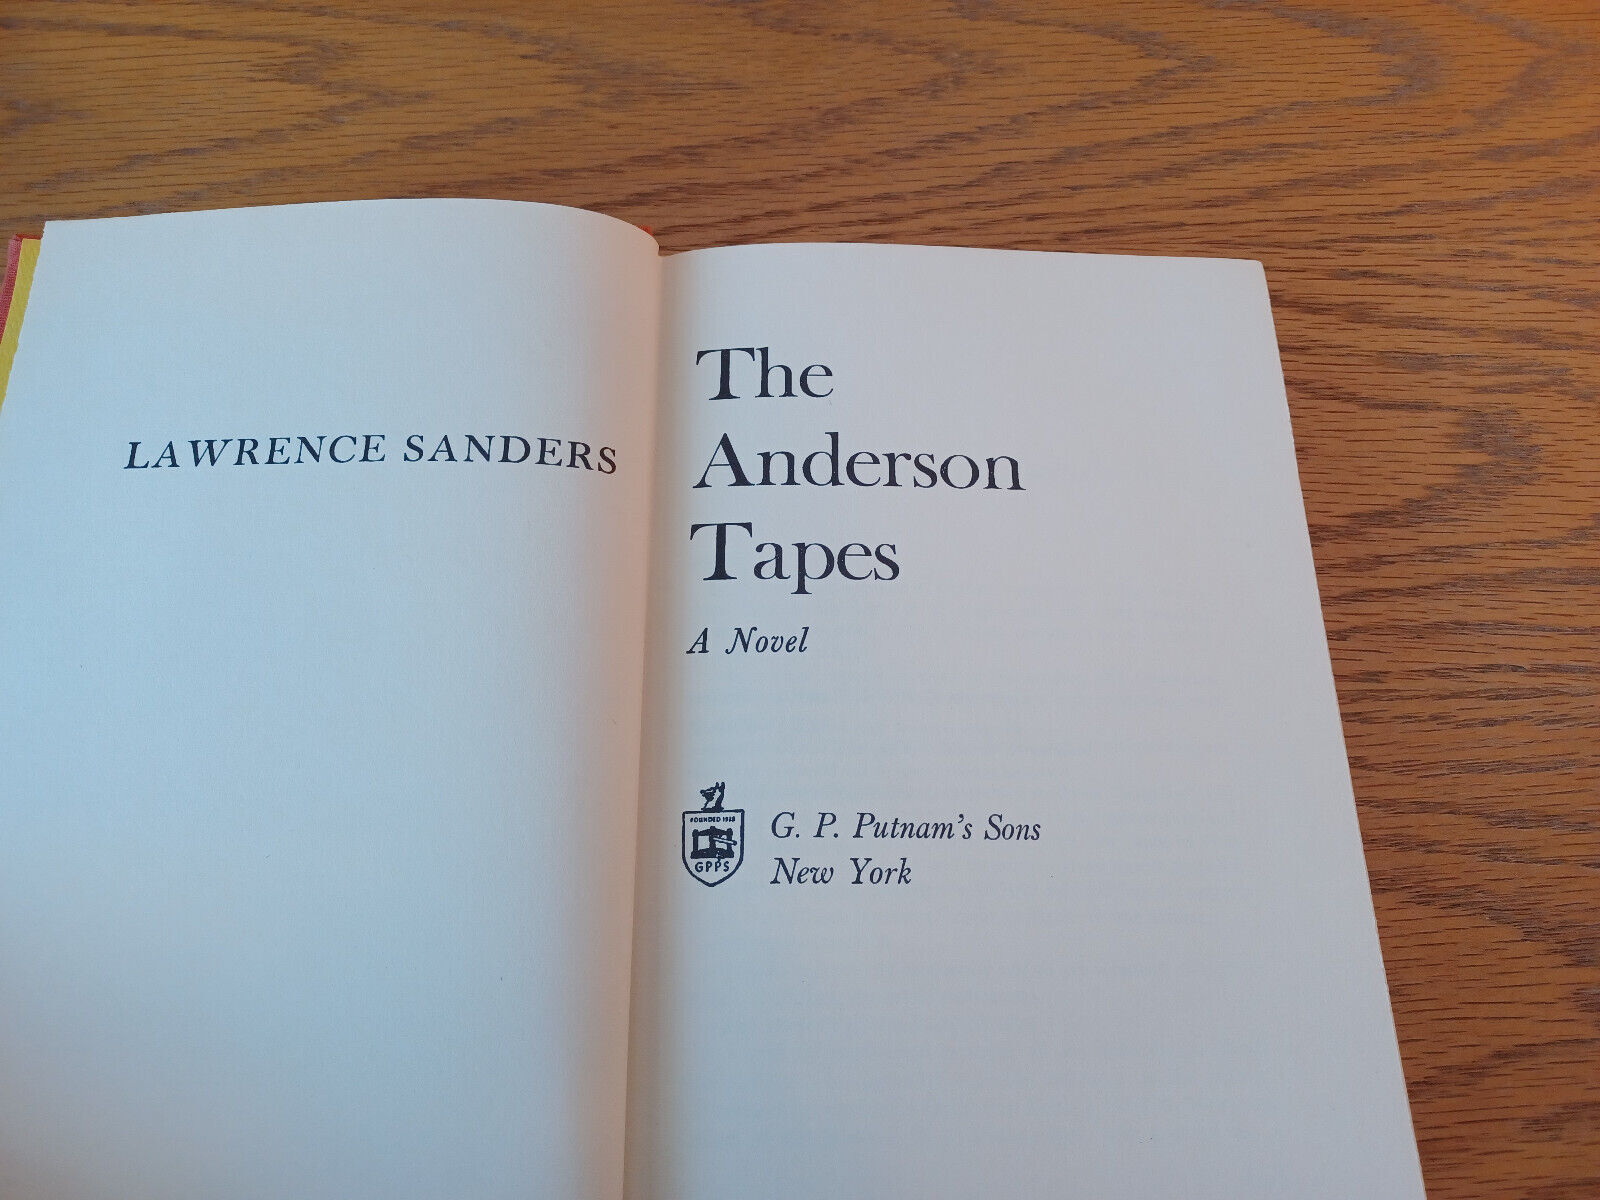 LAWRENCE SANDERS
The
Anderson
Tapes
A Novel
FOUNDED 1838
GPPS
G. P. Putnam's Sons
New York